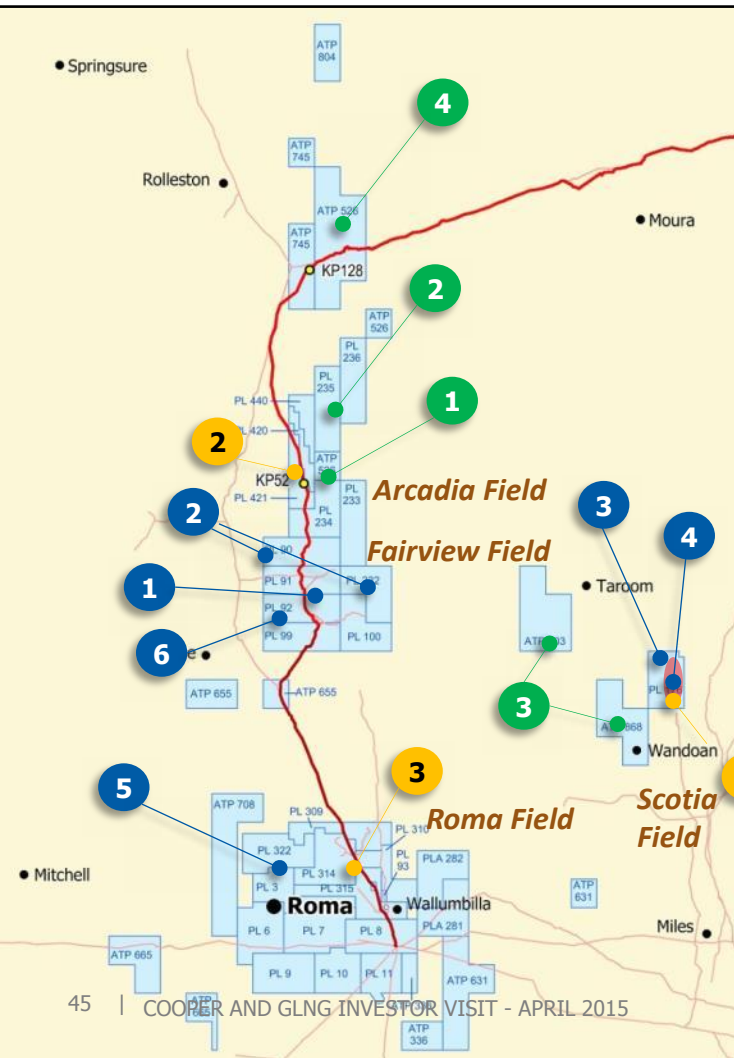 ATP
804
Springsure
4
ATP
745
Rolleston
ATP 526
Moura
ATP
745
KP128
2
ATP
526
PL
236
PL
235
1
PL 440
PL 420
2
ATP
526
KP52
Arcadia Field
PL
233
PL 421
3
2
PL
234
4
Fairview Field
PL 90
Taroom
1
PL 91
PL 232
PL 92
6
PL 99
PL 100
ATP 655
ATP 655
3
Wandoan
5
3
ATP 708
PL 309
Roma Field
Scotia
Field
PL 310
PL 322
PL
93
PLA 282
Mitchell
PL 314
PL 3
PL 315
ATP
631
Roma
Wallumbilla
PLA 281
Miles
PL 6
PL 7
PL 8
ATP 665
PL 9
PL 10
PL 11
ATP 631
45 | COOPER AND GLNG INVESTOR VISIT - APRIL 2015
ATP
336